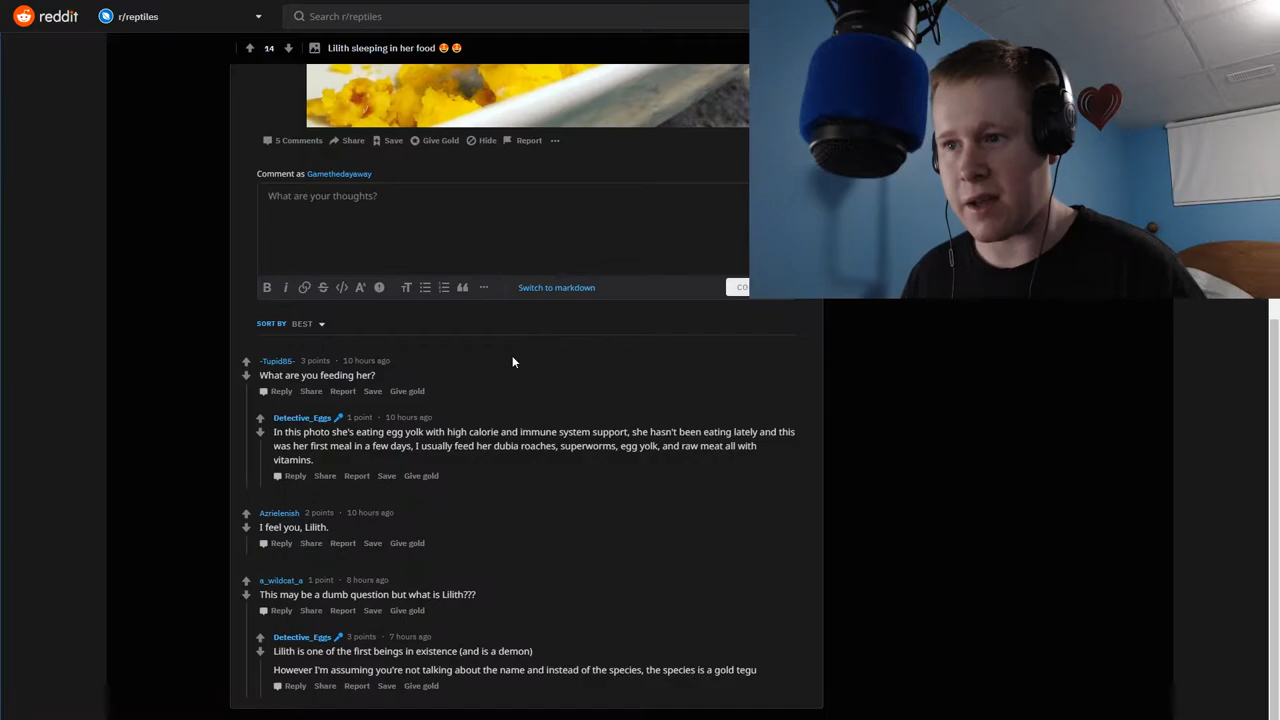 reddit r/reptiles Search r/reptiles
14 Lilith sleeping in her food 🤩 🤩
5 Comments Share Save Give Gold Hide Report ...
Comment as Gamethedayaway
What are your thoughts?
B i A TT ... Switch to markdown CO
SORT BY BEST
-Tupid85- 3 points · 10 hours ago
What are you feeding her?
Reply Share Report Save Give gold
Detective_Eggs 1 point · 10 hours ago
In this photo she's eating egg yolk with high calorie and immune system support, she hasn't been eating lately and this
was her first meal in a few days, I usually feed her dubia roaches, superworms, egg yolk, and raw meat all with
vitamins.
Reply Share Report Save Give gold
Azrielenish 2 points · 10 hours ago
I feel you, Lilith.
Reply Share Report Save Give gold
a_wildcat_a 1 point · 8 hours ago
This may be a dumb question but what is Lilith???
Reply Share Report Save Give gold
Detective_Eggs 3 points · 7 hours ago
Lilith is one of the first beings in existence (and is a demon)
However I'm assuming you're not talking about the name and instead of the species, the species is a gold tegu
Reply Share Report Save Give gold